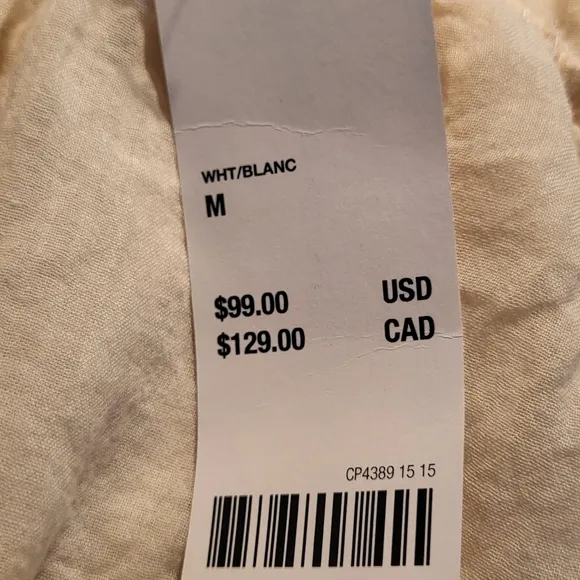 WHT/BLANC
M
$99.00 USD
$129.00 CAD
CP4389 15 15